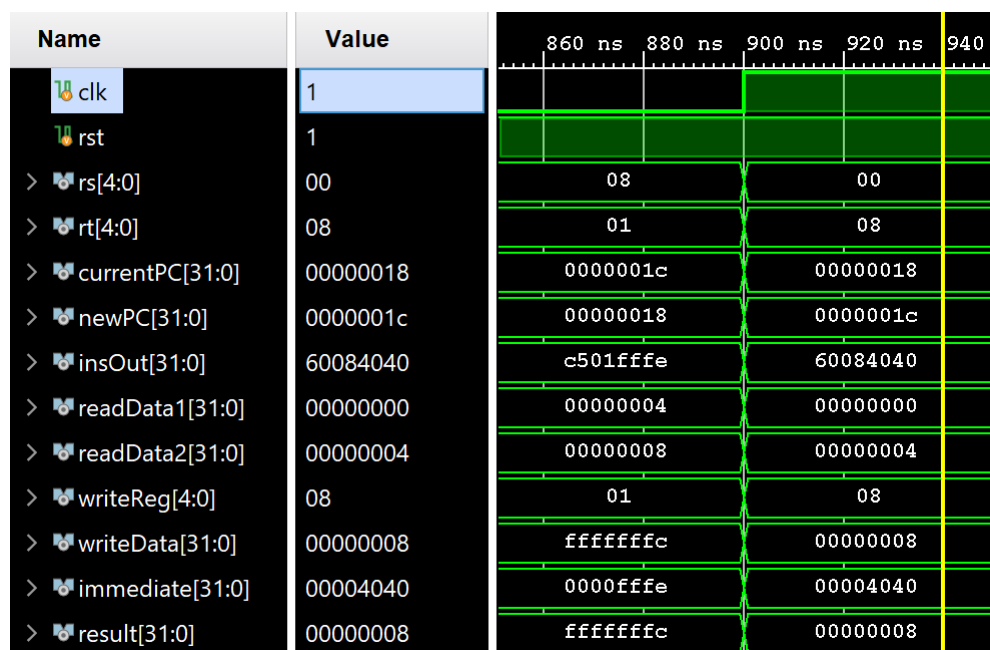 Name Value 860 ns 880 ns 900 ns 920 ns 940
clk 1
rst 1
rs[4:0] 00 08 00
rt[4:0] 08 01 08
currentPC[31:0] 00000018 0000001c 00000018
newPC[31:0] 0000001c 00000018 0000001c
insOut[31:0] 60084040 c501fffe 60084040
readData1[31:0] 00000000 00000004 00000000
readData2[31:0] 00000004 00000008 00000004
writeReg[4:0] 08 01 08
writeData[31:0] 00000008 fffffffc 00000008
immediate[31:0] 00004040 0000fffe 00004040
result[31:0] 00000008 fffffffc 00000008